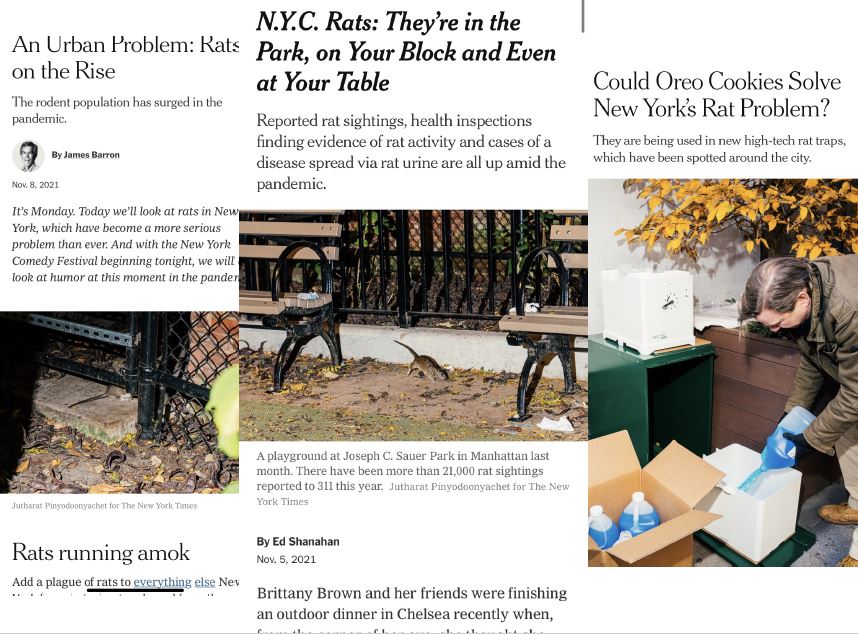 An Urban Problem: Rats
on the Rise
The rodent population has surged in the
pandemic.
By James Barron
Nov. 8, 2021
It's Monday. Today we'll look at rats in New
York, which have become a more serious
problem than ever. And with the New York
Comedy Festival beginning tonight, we will
look at humor at this moment in the
Jutharat Pinyodoonyachet for The New York Times
Rats running amok
Add a plague of rats to everything else
N.Y.C. Rats: They're in the
Park, on Your Block and Even
at Your Table
Reported rat sightings, health inspections
finding evidence of rat activity and cases of a
disease spread via rat urine are all up amid the
pandemic.
A playground at Joseph C. Sauer Park in Manhattan last
month. There have been more than 21,000 rat sightings
reported to 311 this year. Jutharat Pinyodoonyachet for The New
York Times
By Ed Shanahan
Nov. 5, 2021
Brittany Brown and her friends were finishing
an outdoor dinner in Chelsea recently when,
Could Oreo Cookies Solve
New York's Rat Problem?
They are being used in new high-tech rat traps,
which have been spotted around the city.